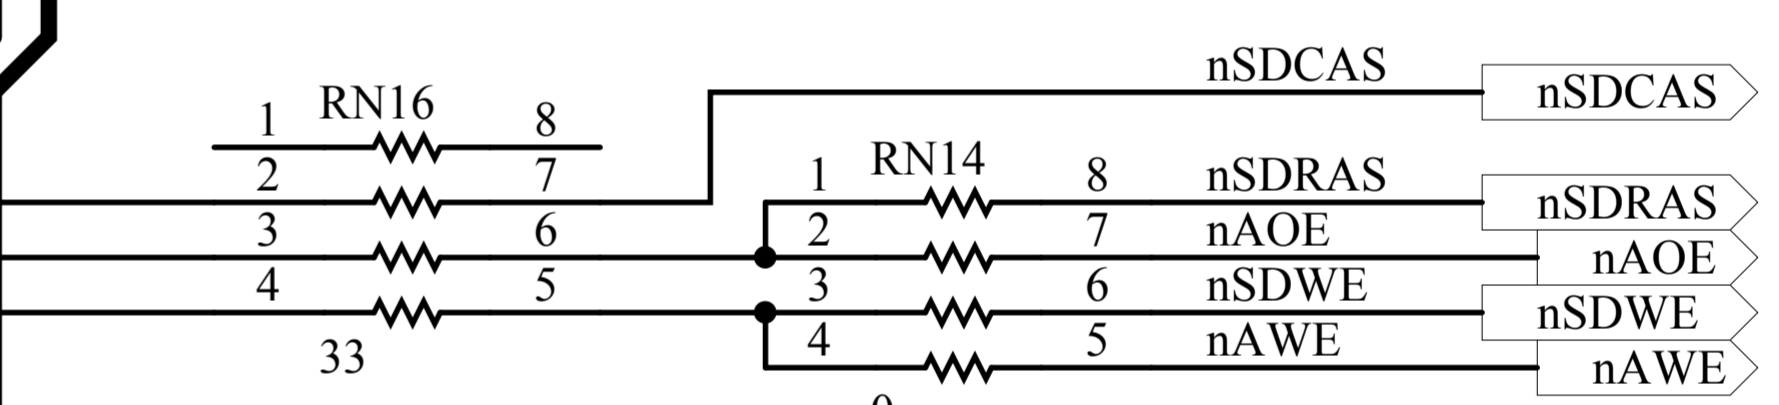 nSDCAS
nSDCAS
RN16
1 8
2 7
RN14
1 8 nSDRAS
nSDRAS
3 6
2 7 nAOE
nAOE
4 5
3 6 nSDWE
nSDWE
33
4 5 nAWE
nAWE